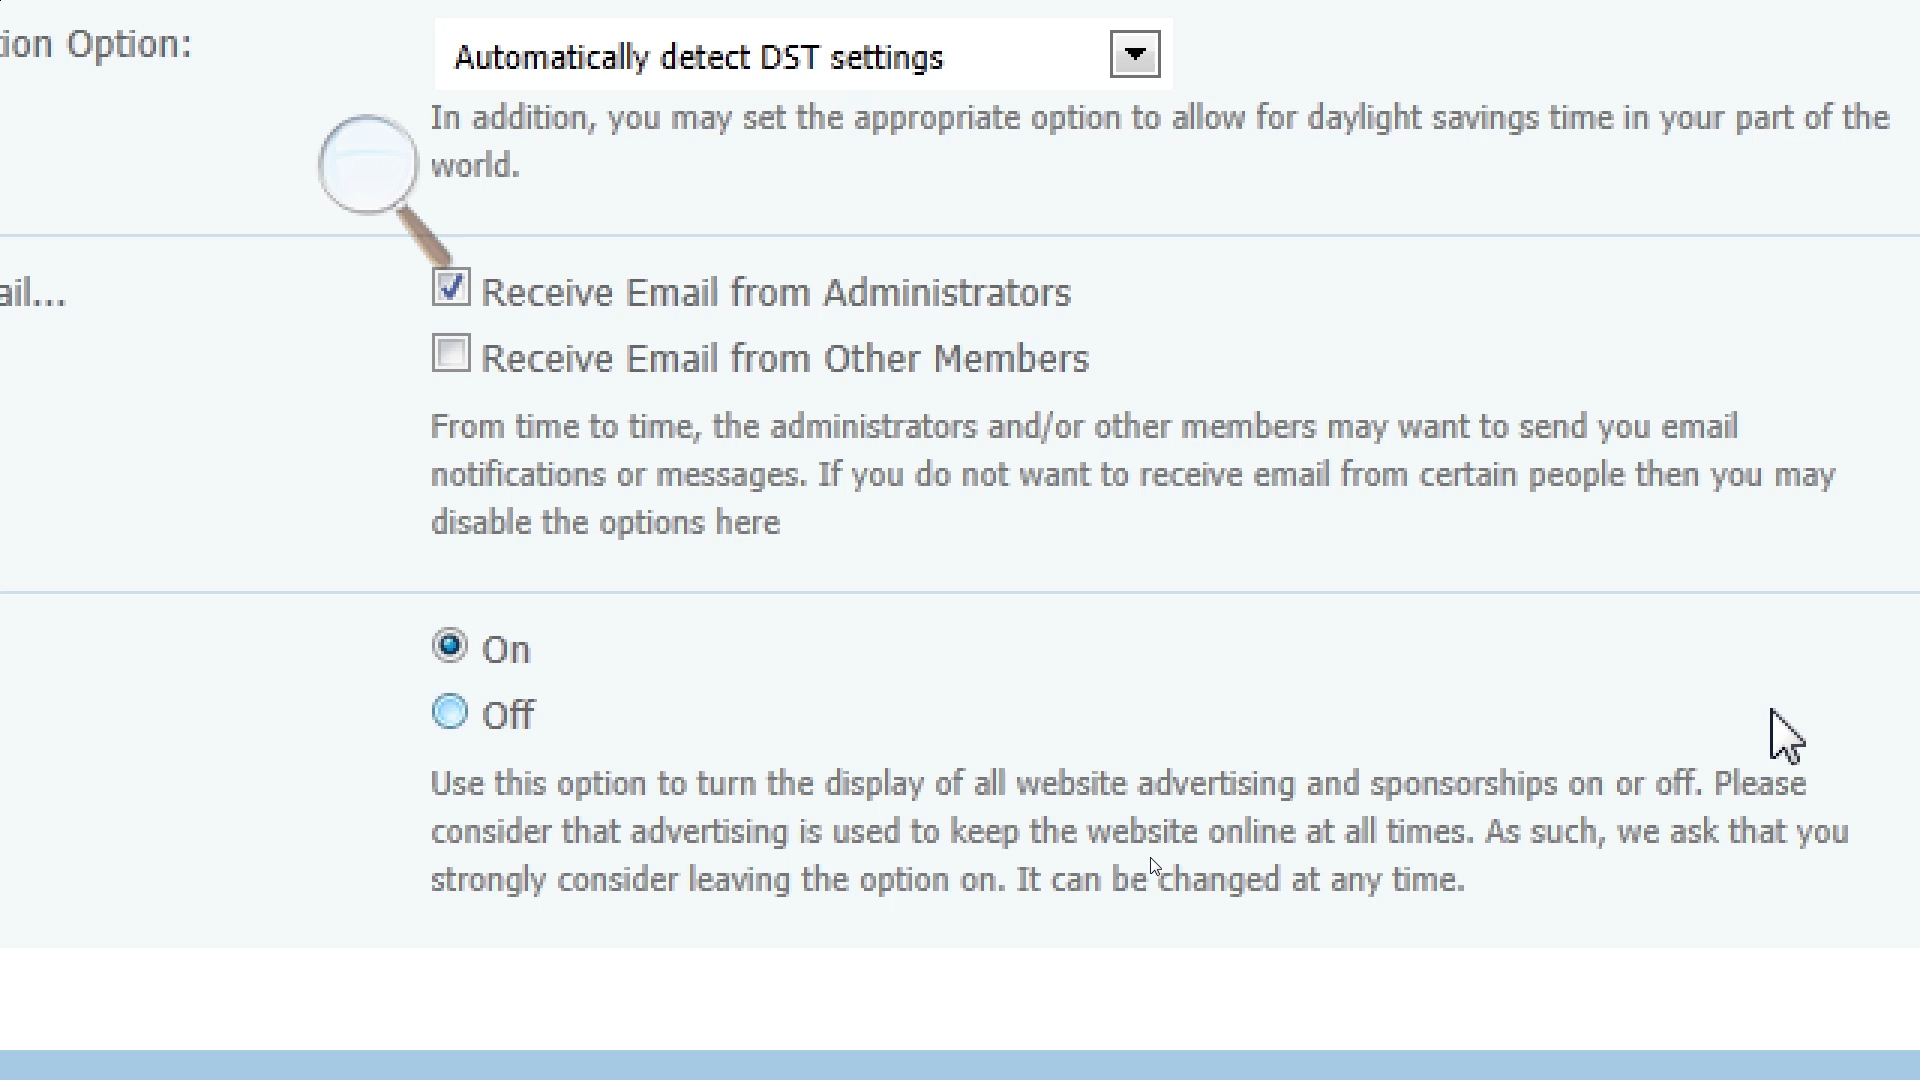 tion Option:
Automatically detect DST settings
In addition, you may set the appropriate option to allow for daylight savings time in your part of the
world.
ail...
Receive Email from Administrators
Receive Email from Other Members
From time to time, the administrators and/or other members may want to send you email
notifications or messages. If you do not want to receive email from certain people then you may
disable the options here
On
Off
Use this option to turn the display of all website advertising and sponsorships on or off. Please
consider that advertising is used to keep the website online at all times. As such, we ask that you
strongly consider leaving the option on. It can be changed at any time.